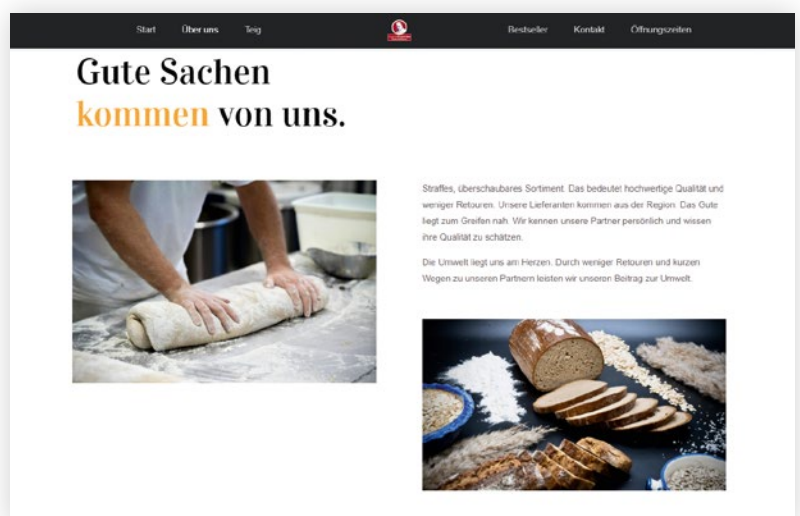 Start Über uns Teig Bestseller Kontakt Öffnungszeiten
Gute Sachen
kommen von uns.
Straffes, überschaubares Sortiment. Das bedeutet hochwertige Qualität und
weniger Retouren. Unsere Lieferanten kommen aus der Region. Das Gute
liegt zum Greifen nah. Wir kennen unsere Partner persönlich und wissen
ihre Qualität zu schätzen.
Die Umwelt liegt uns am Herzen. Durch weniger Retouren und kurzen
Wegen zu unseren Partnern leisten wir unseren Beitrag zur Umwelt.